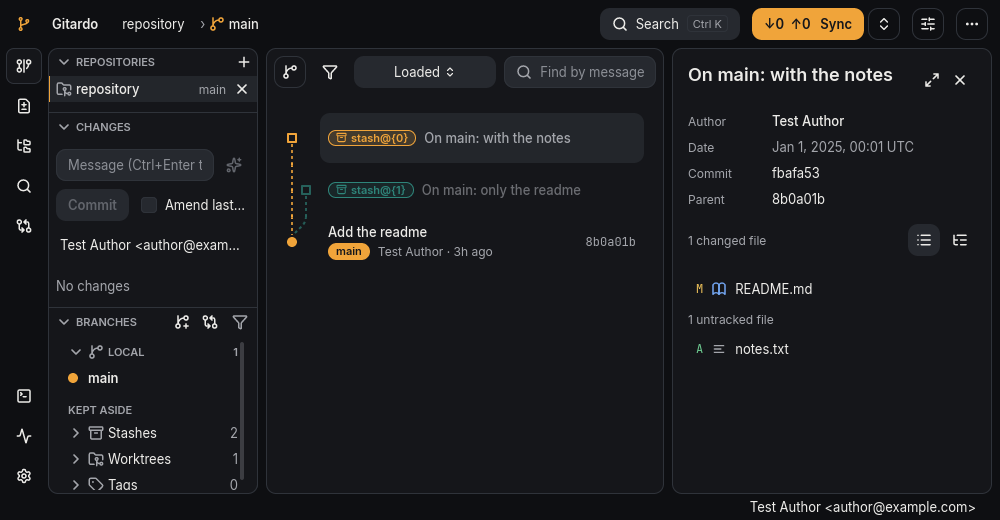 Gitardo repository › main
Search Ctrl K
↓0 ↑0 Sync
REPOSITORIES
repository main
CHANGES
Message (Ctrl+Enter t
Commit
Amend last...
Test Author <author@exam...
No changes
BRANCHES
LOCAL 1
main
KEPT ASIDE
Stashes 2
Worktrees 1
Tags 0
Loaded
Find by message
stash@{0} On main: with the notes
stash@{1} On main: only the readme
Add the readme
main Test Author · 3h ago 8b0a01b
On main: with the notes
Author Test Author
Date Jan 1, 2025, 00:01 UTC
Commit fbafa53
Parent 8b0a01b
1 changed file
M README.md
1 untracked file
A notes.txt
Test Author <author@example.com>